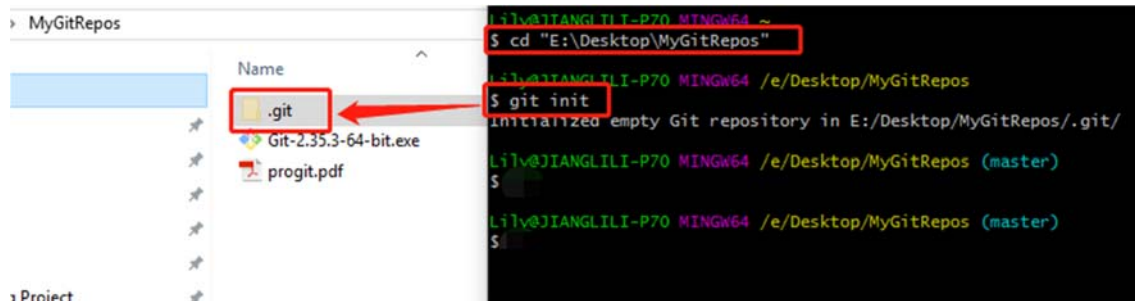 MyGitRepos
Name
.git
Git-2.35.3-64-bit.exe
progit.pdf
Project
Lily@JIANGLILI-P70 MINGW64 ~
$ cd "E:\Desktop\MyGitRepos"
Lily@JIANGLILI-P70 MINGW64 /e/Desktop/MyGitRepos
$ git init
Initialized empty Git repository in E:/Desktop/MyGitRepos/.git/
Lily@JIANGLILI-P70 MINGW64 /e/Desktop/MyGitRepos (master)
$
Lily@JIANGLILI-P70 MINGW64 /e/Desktop/MyGitRepos (master)
$